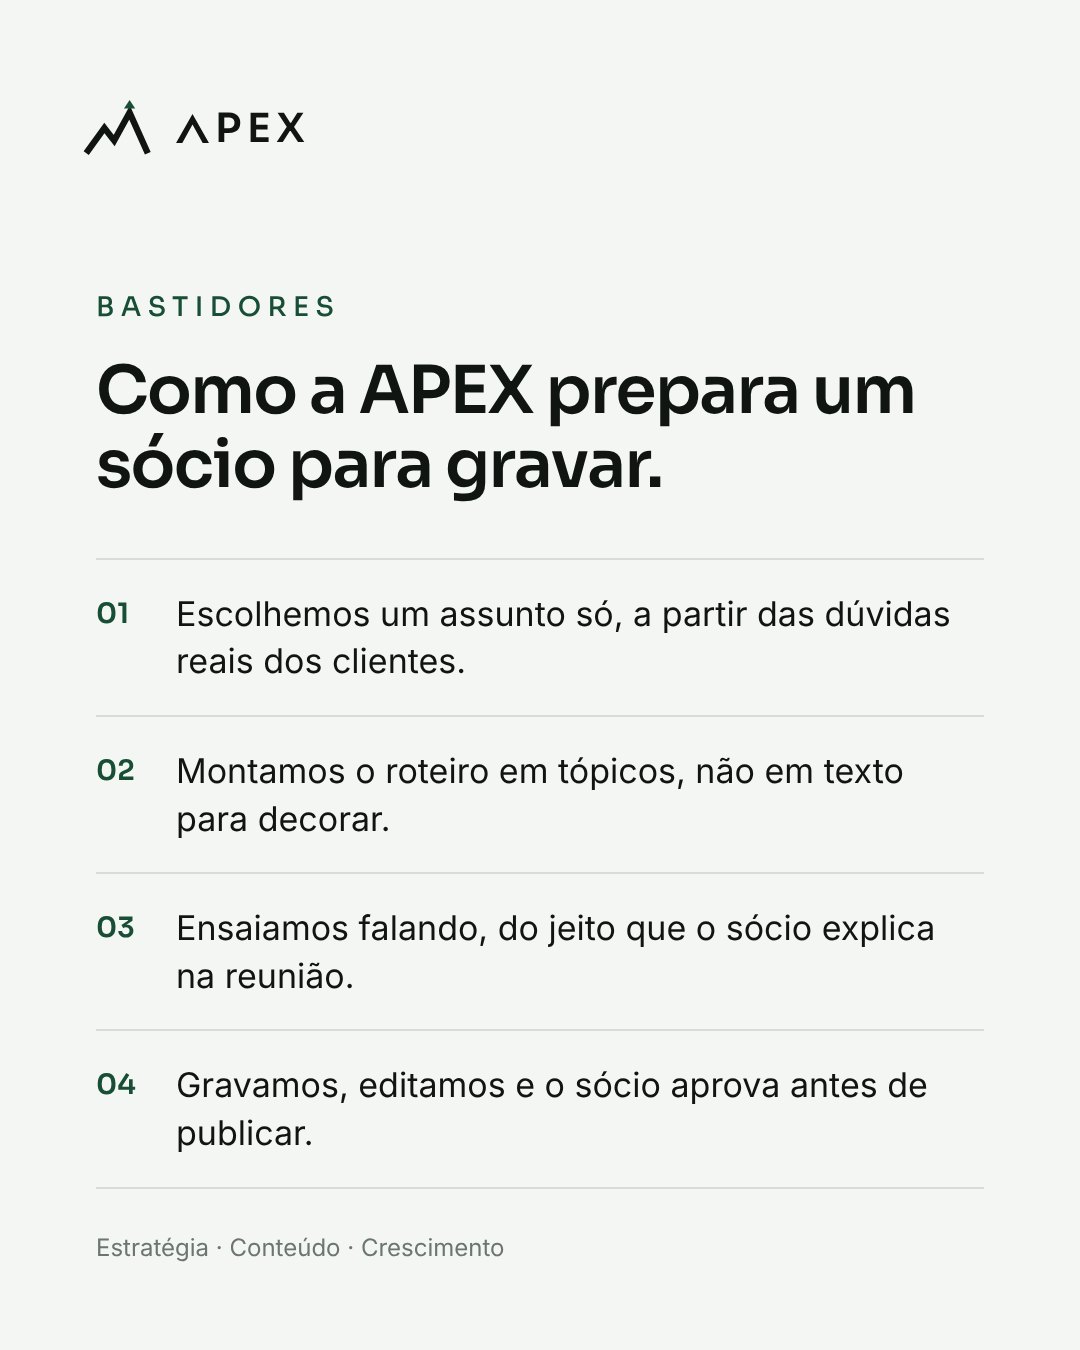 APEX
BASTIDORES
Como a APEX prepara um
sócio para gravar.
01 Escolhemos um assunto só, a partir das dúvidas
reais dos clientes.
02 Montamos o roteiro em tópicos, não em texto
para decorar.
03 Ensaiamos falando, do jeito que o sócio explica
na reunião.
04 Gravamos, editamos e o sócio aprova antes de
publicar.
Estratégia · Conteúdo · Crescimento